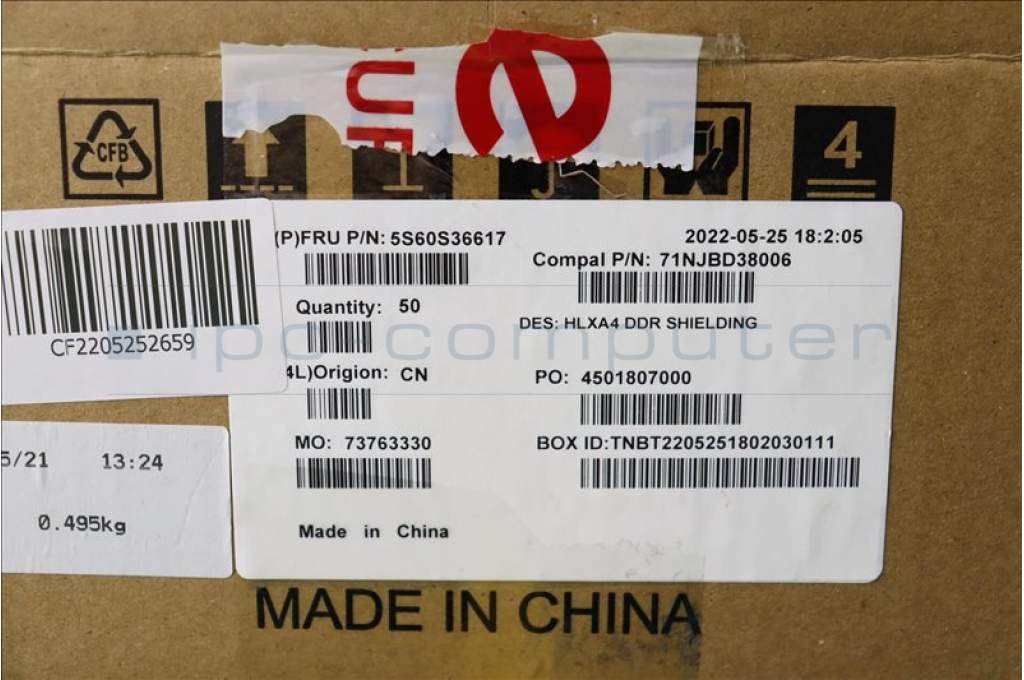 CFB
4
(P)FRU P/N: 5S60S36617
2022-05-25 18:2:05
Compal P/N: 71NJBD38006
Quantity: 50
DES: HLXA4 DDR SHIELDING
CF2205252659
computer
4L)Origion: CN
PO: 4501807000
MO: 73763330
BOX ID:TNBT2205251802030111
5/21 13:24
0.495kg
Made in China
MADE IN CHINA